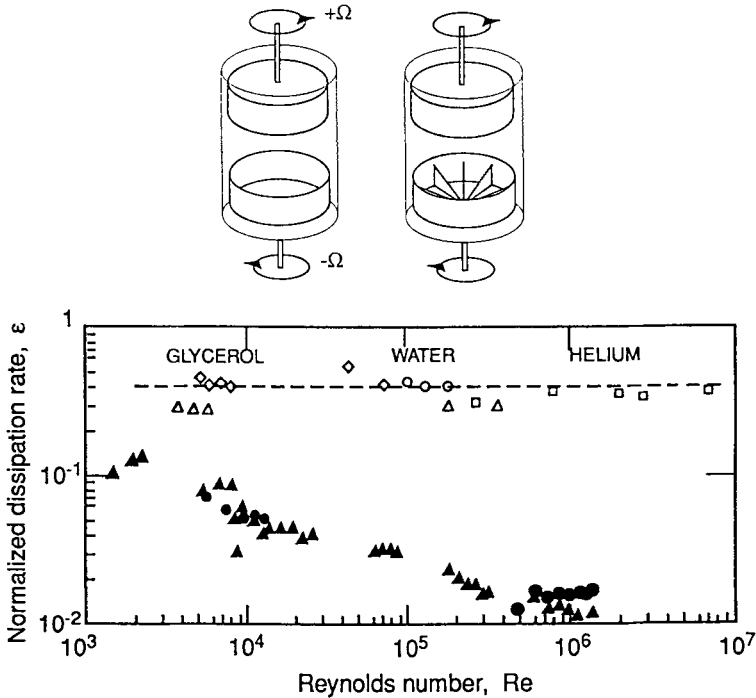 +Ω
-Ω
Normalized dissipation rate, ε
1
10⁻¹
10⁻²
GLYCEROL WATER HELIUM
10³ 10⁴ 10⁵ 10⁶ 10⁷
Reynolds number, Re